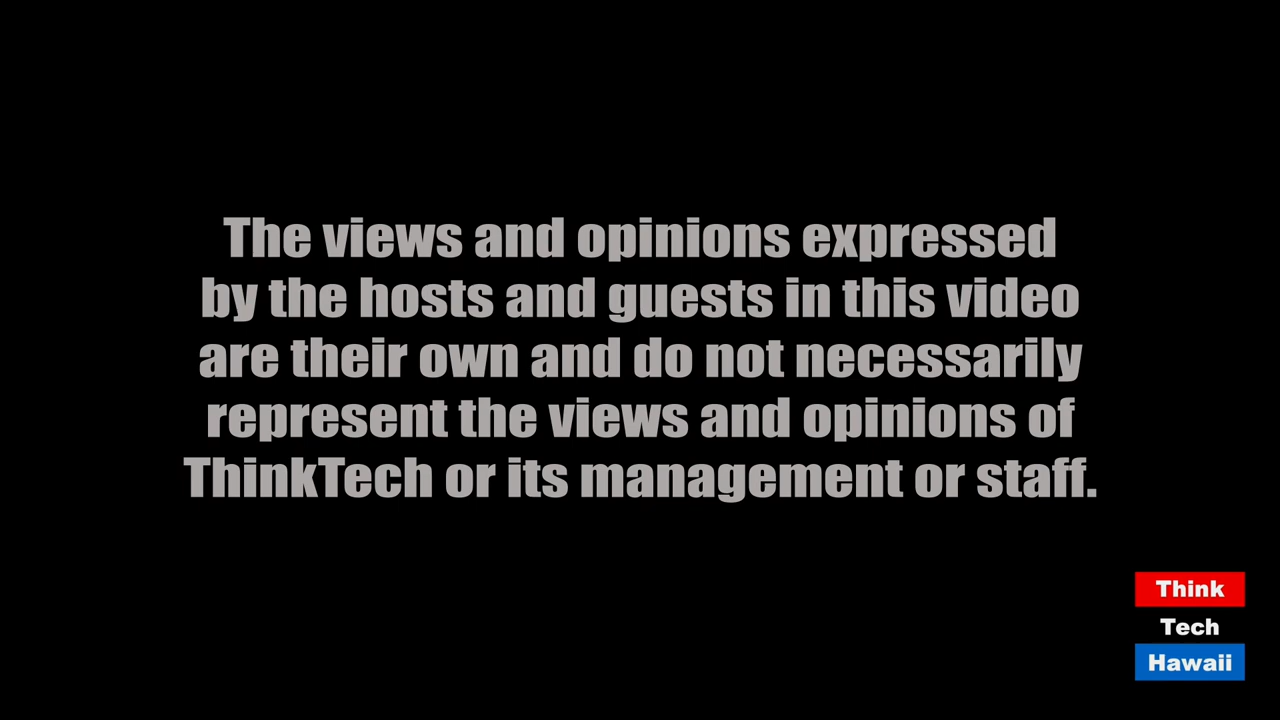 The views and opinions expressed
by the hosts and guests in this video
are their own and do not necessarily
represent the views and opinions of
ThinkTech or its management or staff.
Think
Tech
Hawaii